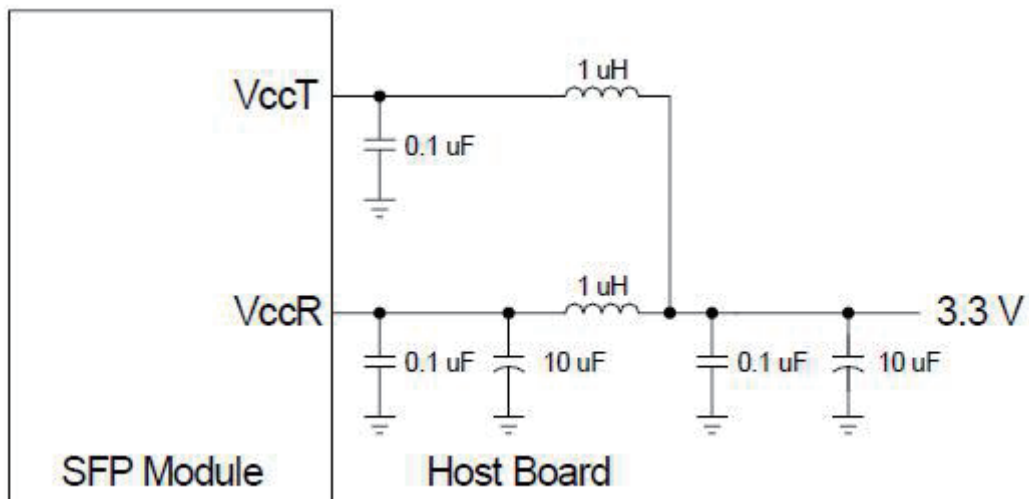 1 uH
VccT
0.1 uF
1 uH
VccR
3.3 V
0.1 uF
10 uF
0.1 uF
10 uF
SFP Module
Host Board